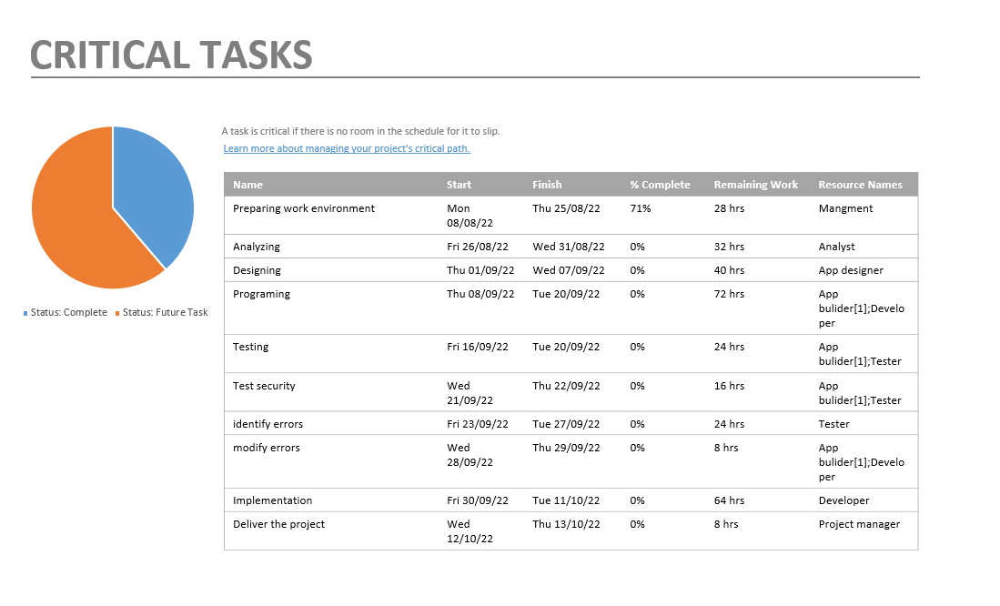 CRITICAL TASKS
A task is critical if there is no room in the schedule for it to slip.
Learn more about managing your project's critical path.
Status: Complete Status: Future Task
Name Start Finish % Complete Remaining Work Resource Names
Preparing work environment Mon Thu 25/08/22 71% 28 hrs Mangment
08/08/22
Analyzing Fri 26/08/22 Wed 31/08/22 0% 32 hrs Analyst
Designing Thu 01/09/22 Wed 07/09/22 0% 40 hrs App designer
Programing Thu 08/09/22 Tue 20/09/22 0% 72 hrs App
bulider[1];Develo
per
Testing Fri 16/09/22 Tue 20/09/22 0% 24 hrs App
bulider[1];Tester
Test security Wed Thu 22/09/22 0% 16 hrs App
21/09/22 bulider[1];Tester
identify errors Fri 23/09/22 Tue 27/09/22 0% 24 hrs Tester
modify errors Wed Thu 29/09/22 0% 8 hrs App
28/09/22 bulider[1];Develo
per
Implementation Fri 30/09/22 Tue 11/10/22 0% 64 hrs Developer
Deliver the project Wed Thu 13/10/22 0% 8 hrs Project manager
12/10/22